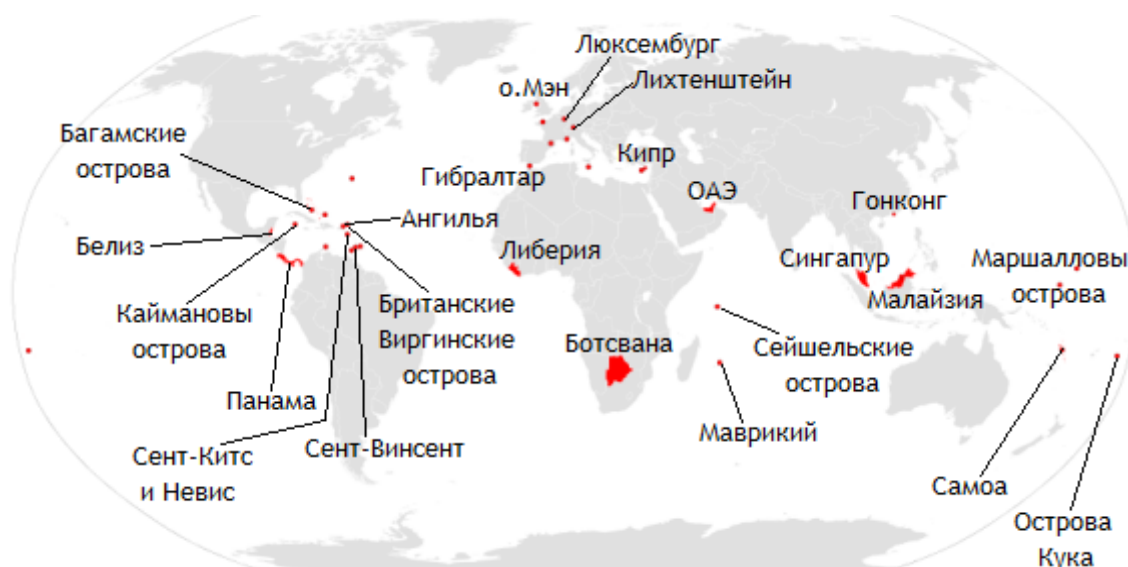 Люксембург
Лихтенштейн
о.Мэн
Багамские
острова
Кипр
Гибралтар
ОАЭ
Гонконг
Ангилья
Белиз
Либерия
Сингапур
Маршалловы
острова
Малайзия
Каймановы
острова
Британские
Виргинские
острова
Ботсвана
Сейшельские
острова
Панама
Маврикий
Сент-Винсент
Сент-Китс
и Невис
Самоа
Острова
Кука